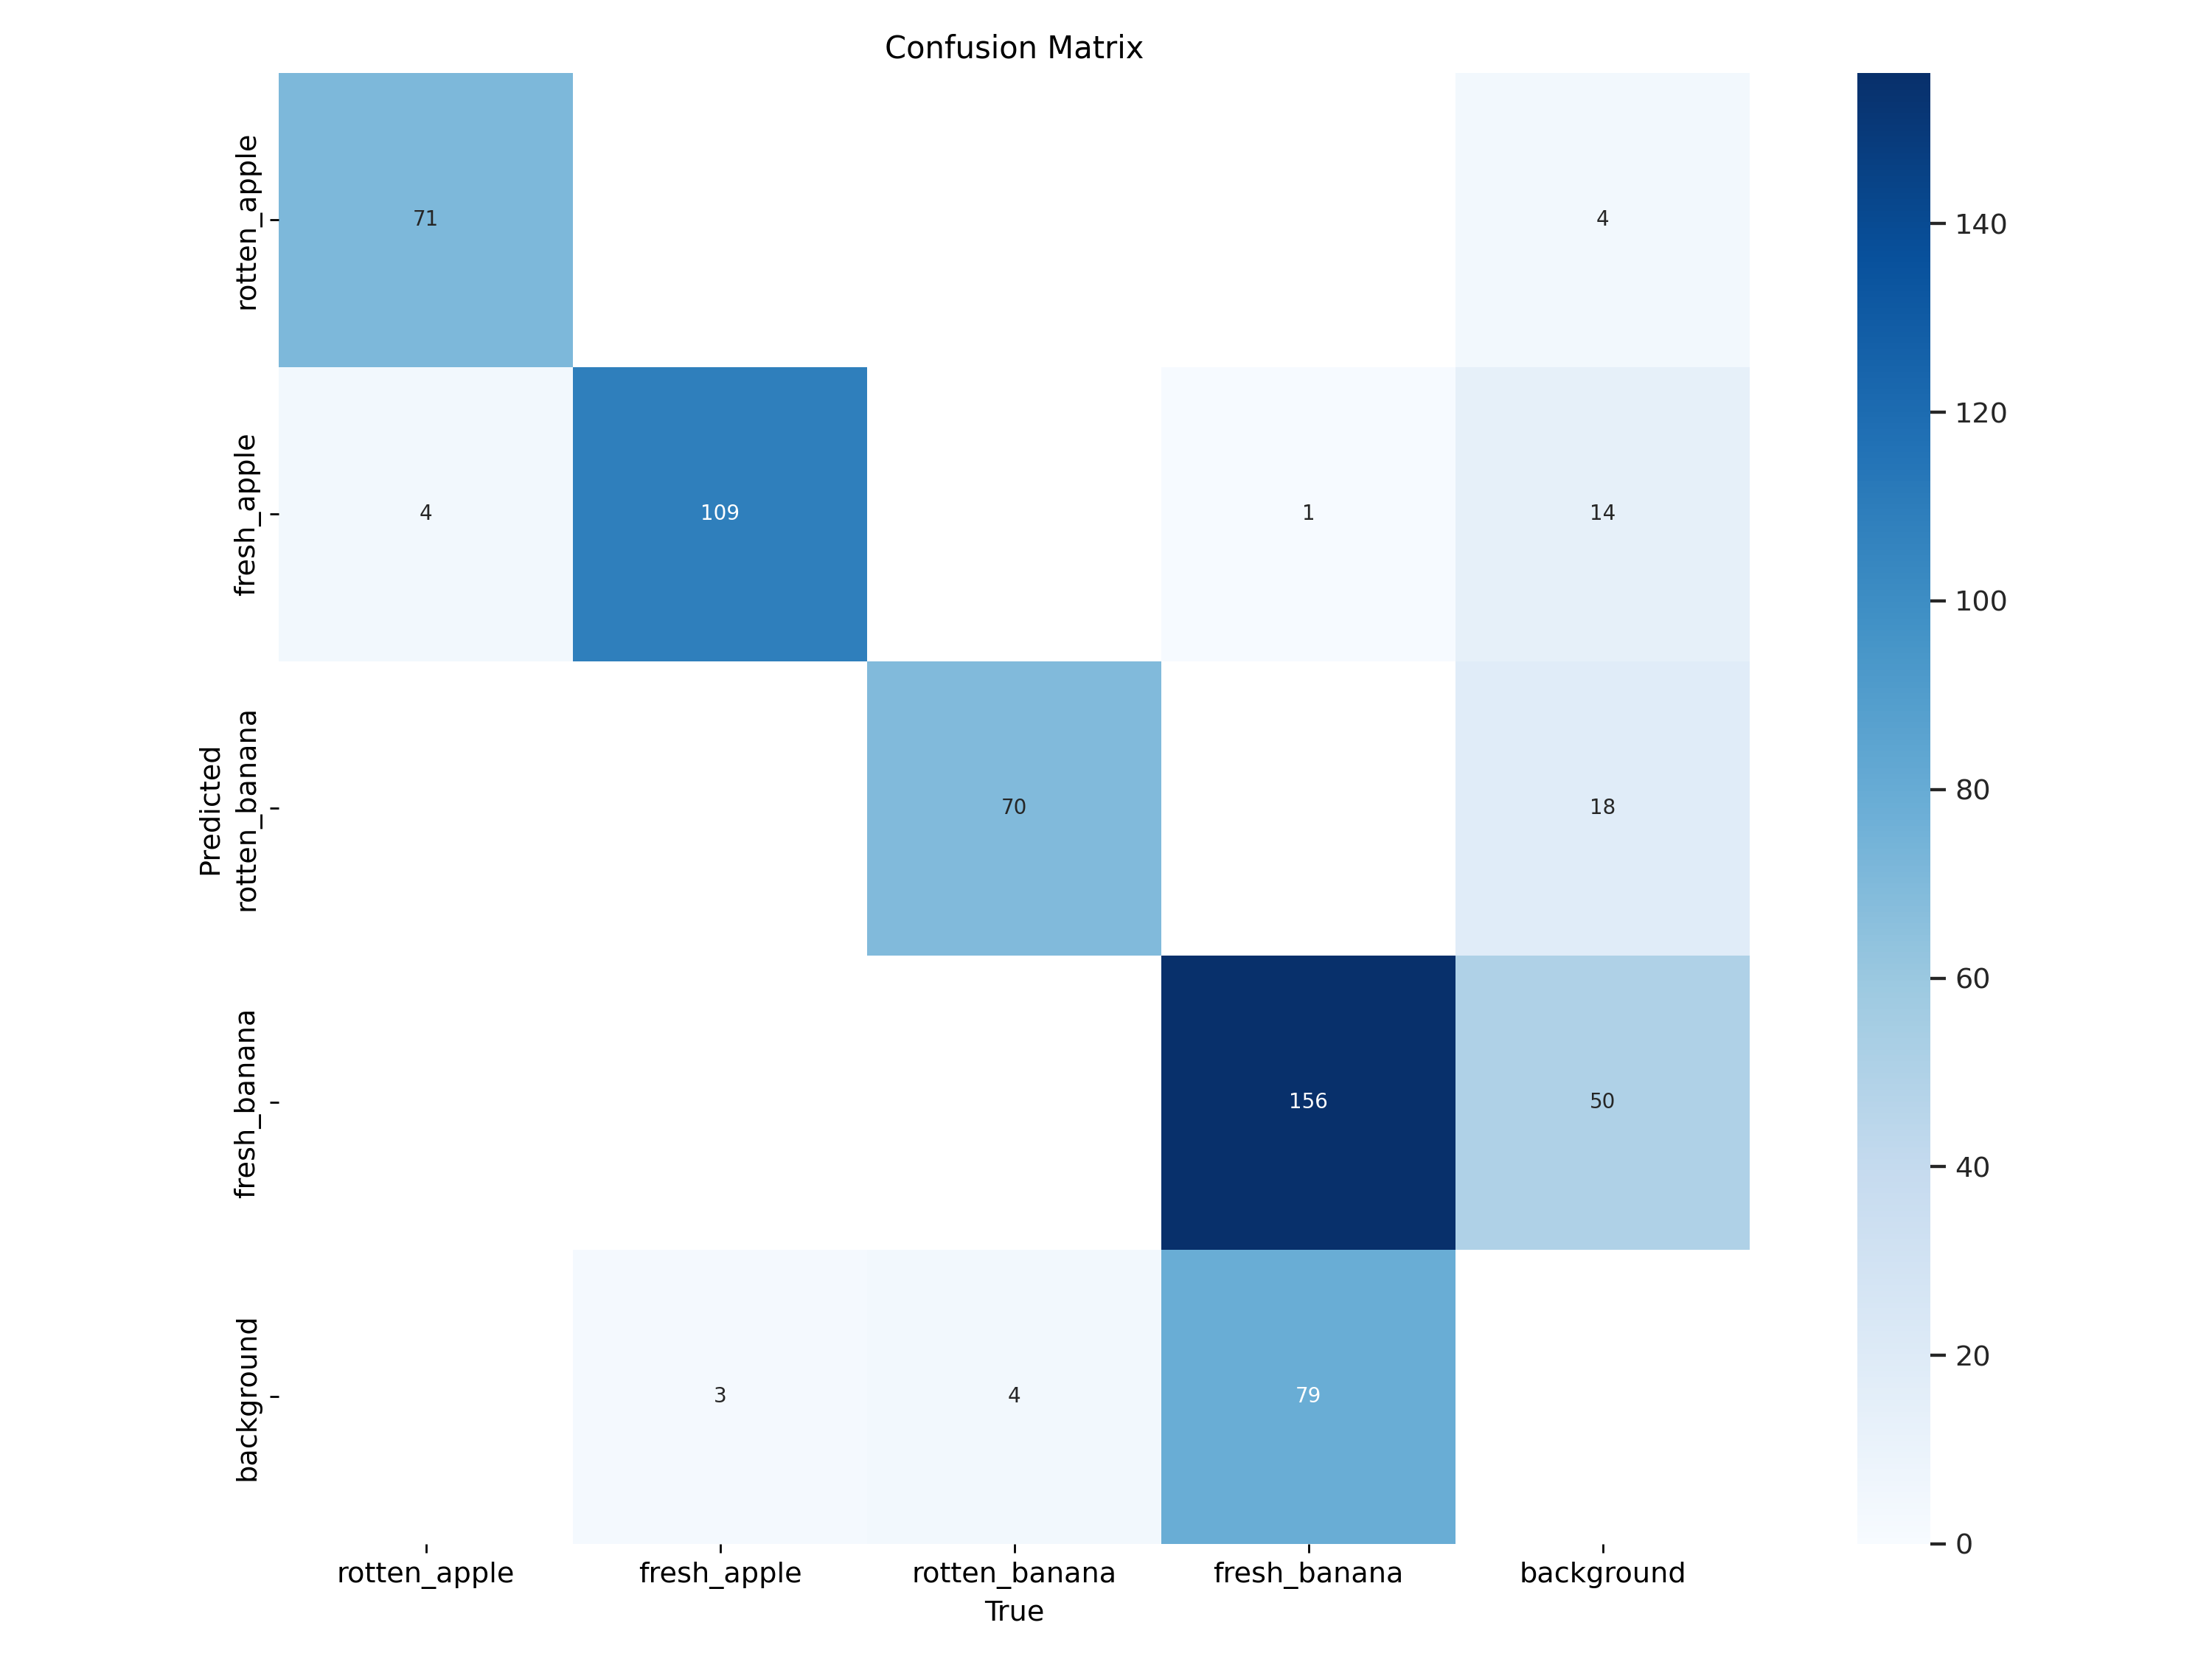 Confusion Matrix
rotten_apple
71
4
140
120
fresh_apple
4
109
1
14
100
Predicted
rotten_banana
70
18
80
60
fresh_banana
156
50
40
20
background
3
4
79
0
rotten_apple
fresh_apple
rotten_banana
fresh_banana
background
True